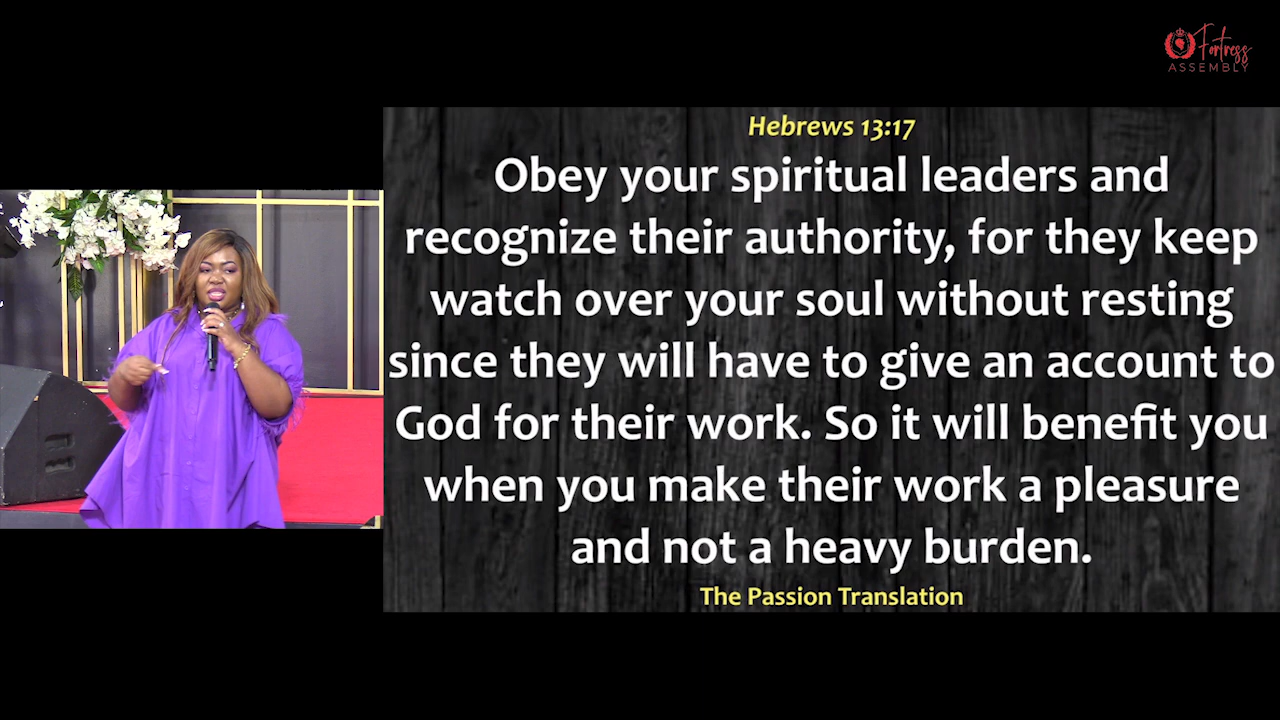 Fortress
ASSEMBLY
Hebrews 13:17
Obey your spiritual leaders and
recognize their authority, for they keep
watch over your soul without resting
since they will have to give an account to
God for their work. So it will benefit you
when you make their work a pleasure
and not a heavy burden.
The Passion Translation